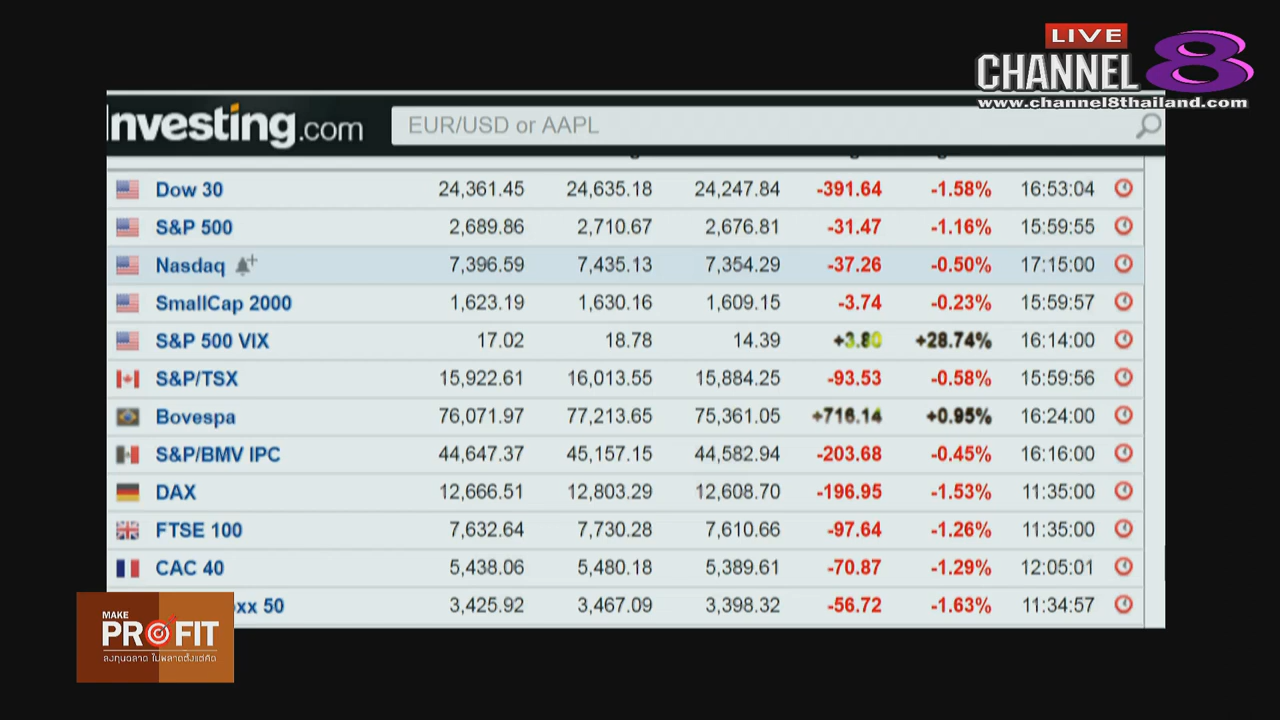 LIVE
CHANNEL 8
www.channel8thailand.com
Investing.com EUR/USD or AAPL
Dow 30 24,361.45 24,635.18 24,247.84 -391.64 -1.58% 16:53:04
S&P 500 2,689.86 2,710.67 2,676.81 -31.47 -1.16% 15:59:55
Nasdaq 7,396.59 7,435.13 7,354.29 -37.26 -0.50% 17:15:00
SmallCap 2000 1,623.19 1,630.16 1,609.15 -3.74 -0.23% 15:59:57
S&P 500 VIX 17.02 18.78 14.39 +3.80 +28.74% 16:14:00
S&P/TSX 15,922.61 16,013.55 15,884.25 -93.53 -0.58% 15:59:56
Bovespa 76,071.97 77,213.65 75,361.05 +716.14 +0.95% 16:24:00
S&P/BMV IPC 44,647.37 45,157.15 44,582.94 -203.68 -0.45% 16:16:00
DAX 12,666.51 12,803.29 12,608.70 -196.95 -1.53% 11:35:00
FTSE 100 7,632.64 7,730.28 7,610.66 -97.64 -1.26% 11:35:00
CAC 40 5,438.06 5,480.18 5,389.61 -70.87 -1.29% 12:05:01
xx 50 3,425.92 3,467.09 3,398.32 -56.72 -1.63% 11:34:57
MAKE
PROFIT
ลงทุนฉลาด ไม่พลาดตั้งแต่คิด